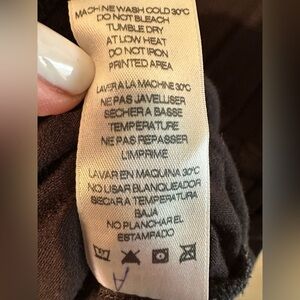 MACHINE WASH COLD 30°C
DO NOT BLEACH
TUMBLE DRY
AT LOW HEAT
DO NOT IRON
PRINTED AREA
LAVER A LA MACHINE 30°C
NE PAS JAVELLISER
SECHER A BASSE
TEMPERATURE
NE PAS REPASSER
L'IMPRIME
LAVAR EN MAQUINA 30°C
NO USAR BLANQUEADOR
SECAR A TEMPERATURA
BAJA
NO PLANCHAR EL
ESTAMPADO